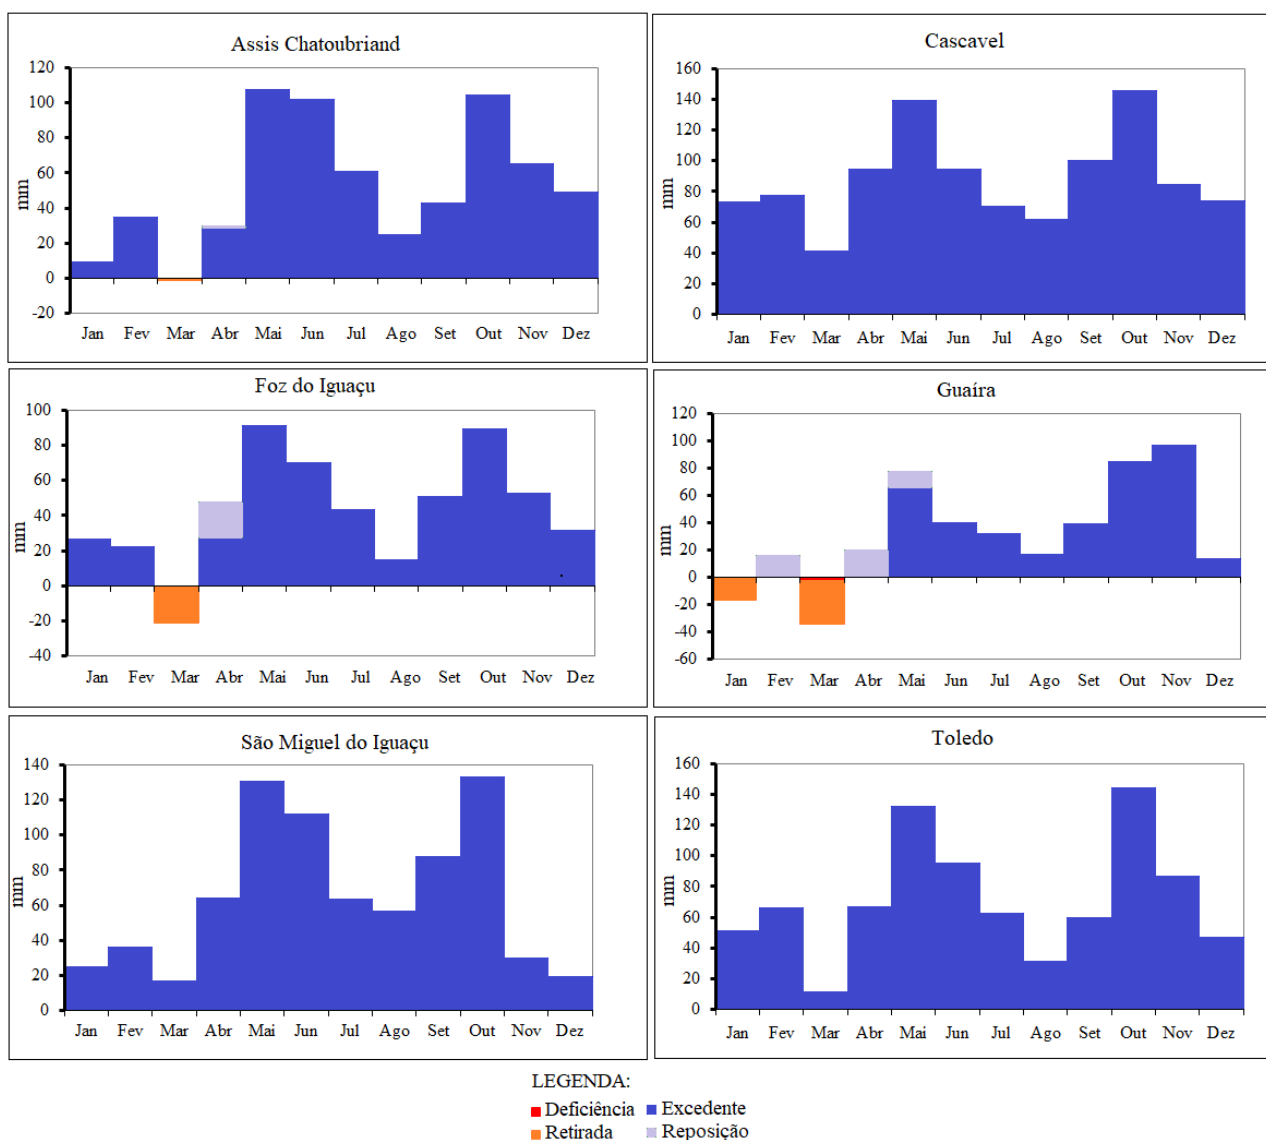 Assis Chatoubriand
120
100
80
60
40
20
0
-20
mm
Jan Fev Mar Abr Mai Jun Jul Ago Set Out Nov Dez
Cascavel
160
140
120
100
80
60
40
20
0
mm
Jan Fev Mar Abr Mai Jun Jul Ago Set Out Nov Dez
Foz do Iguaçu
100
80
60
40
20
0
-20
-40
mm
Jan Fev Mar Abr Mai Jun Jul Ago Set Out Nov Dez
Guaíra
120
100
80
60
40
20
0
-20
-40
-60
mm
Jan Fev Mar Abr Mai Jun Jul Ago Set Out Nov Dez
São Miguel do Iguaçu
140
120
100
80
60
40
20
0
mm
Jan Fev Mar Abr Mai Jun Jul Ago Set Out Nov Dez
Toledo
160
140
120
100
80
60
40
20
0
mm
Jan Fev Mar Abr Mai Jun Jul Ago Set Out Nov Dez
LEGENDA:
Deficiência Excedente
Retirada Reposição